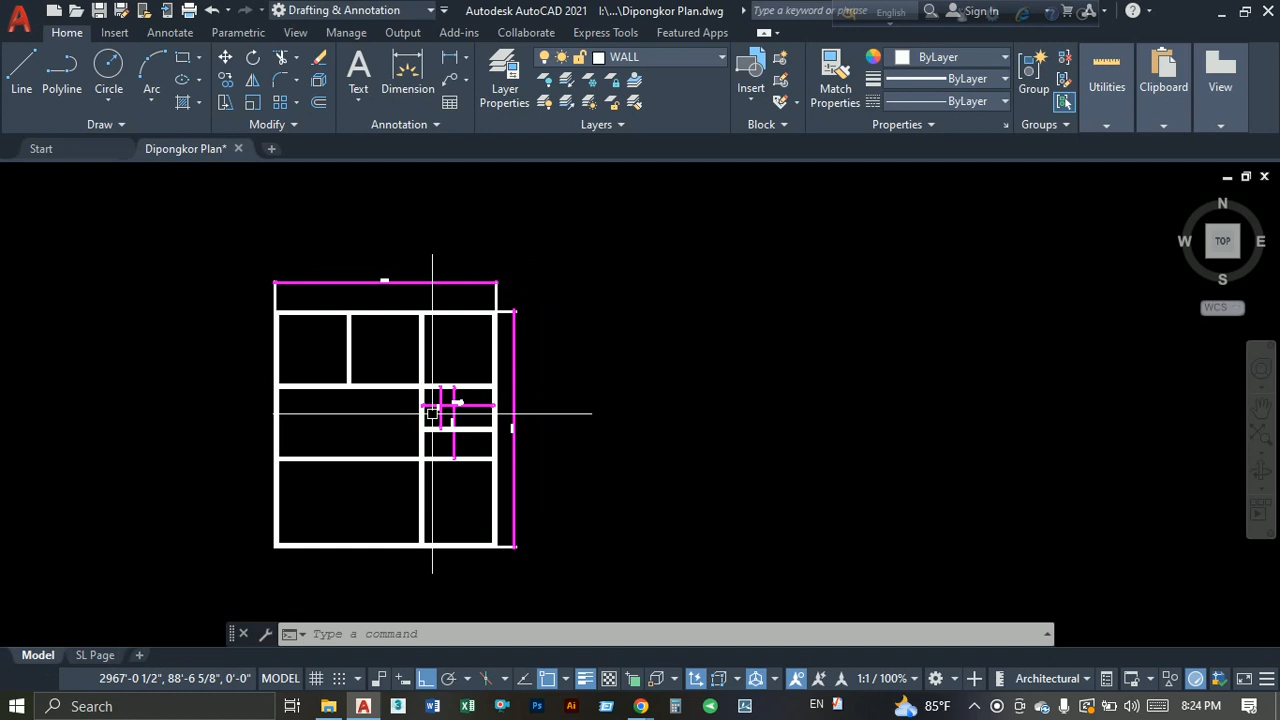 Drafting & Annotation
Autodesk AutoCAD 2021 I:\...\Dipongkor Plan.dwg
Type a keyword or phrase
English
Sign In
Home Insert Annotate Parametric View Manage Output Add-ins Collaborate Express Tools Featured Apps
WALL
ByLayer
ByLayer
ByLayer
Line Polyline Circle Arc
Text Dimension
Layer Properties
Insert
Match Properties
Group
Utilities Clipboard View
Draw Modify Annotation Layers Block Properties Groups
Start Dipongkor Plan*
N
W TOP E
S
WCS
Type a command
Model SL Page
2967'-0 1/2", 88'-6 5/8", 0'-0" MODEL 1:1 / 100% Architectural
Search EN 85°F 8:24 PM